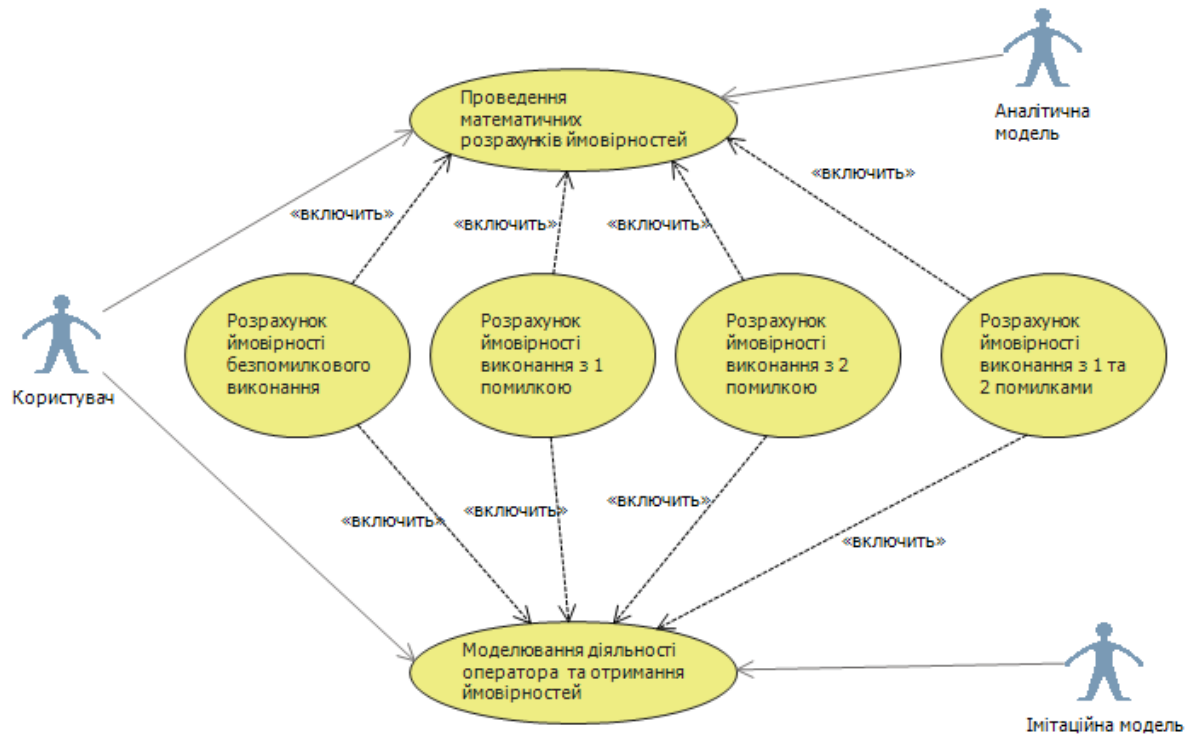 Проведення
математичних
розрахунків ймовірностей
Аналітична
модель
«включить»
«включить»
«включить»
«включить»
Розрахунок
ймовірності
безпомилкового
виконання
Розрахунок
ймовірності
виконання з 1
помилкою
Розрахунок
ймовірності
виконання з 2
помилкою
Розрахунок
ймовірності
виконання з 1 та
2 помилками
Користувач
«включить»
«включить»
«включить»
«включить»
Моделювання діяльності
оператора та отримання
ймовірностей
Імітаційна модель